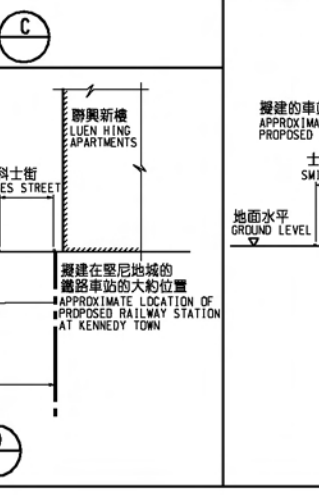 C
聯興新樓
LUEN HING
APARTMENTS
科士街
ES STREET
擬建在堅尼地城的
鐵路車站的大約位置
APPROXIMATE LOCATION OF
PROPOSED RAILWAY STATION
AT KENNEDY TOWN
擬建的車站
APPROXIMA
PROPOSED
士
SMI
地面水平
GROUND LEVEL